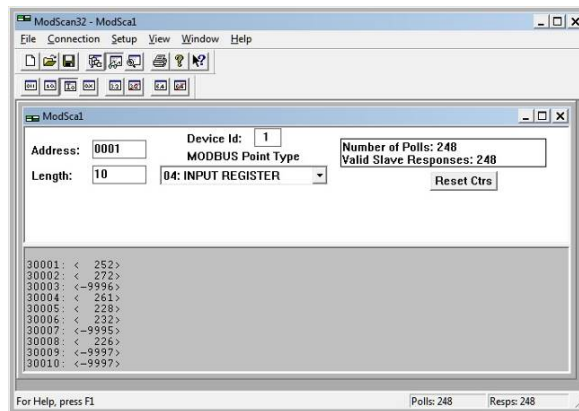 ModScan32 - ModSca1
File Connection Setup View Window Help
ModSca1
Address: 0001
Device Id: 1
MODBUS Point Type
Length: 10
04: INPUT REGISTER
Number of Polls: 248
Valid Slave Responses: 248
Reset Ctrs
30001: < 252>
30002: < 272>
30003: <-9996>
30004: < 261>
30005: < 228>
30006: < 232>
30007: <-9995>
30008: < 226>
30009: <-9997>
30010: <-9997>
For Help, press F1
Polls: 248
Resps: 248